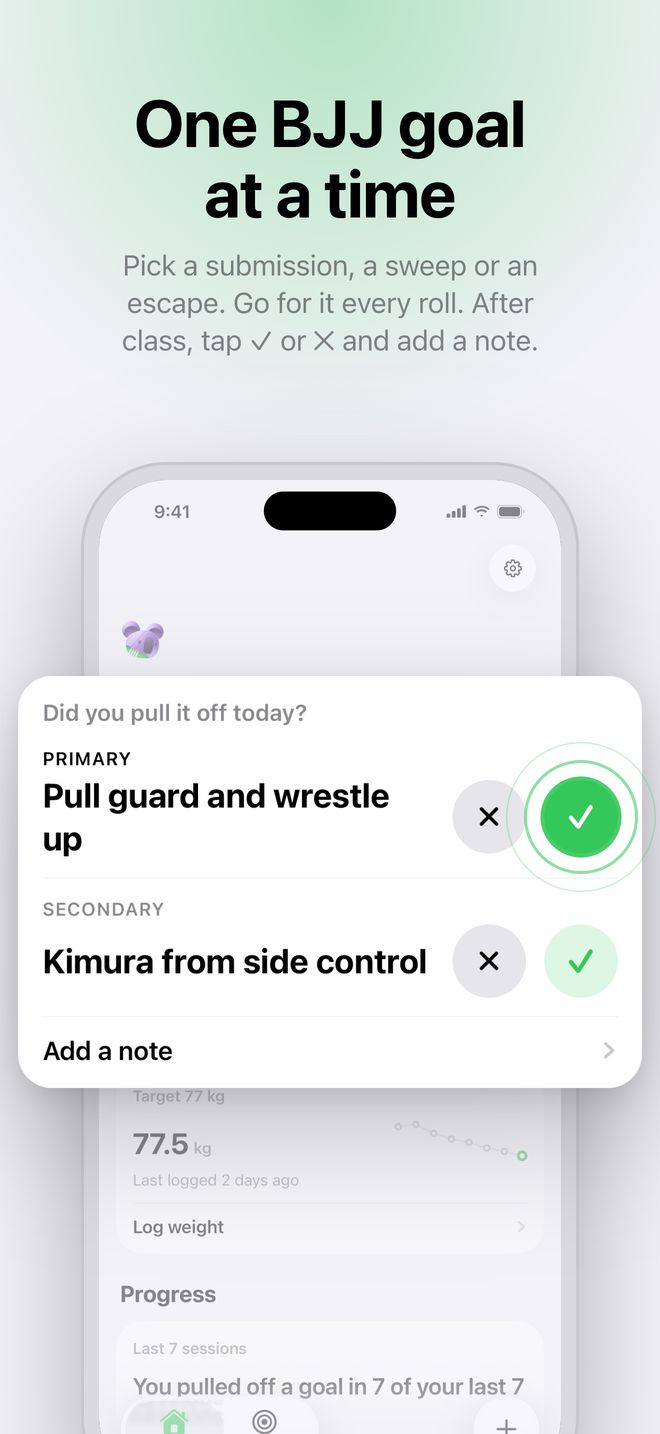 One BJJ goal
at a time
Pick a submission, a sweep or an
escape. Go for it every roll. After
class, tap ✓ or ✕ and add a note.
9:41
Did you pull it off today?
PRIMARY
Pull guard and wrestle
up
SECONDARY
Kimura from side control
Add a note
Target 77 kg
77.5 kg
Last logged 2 days ago
Log weight
Progress
Last 7 sessions
You pulled off a goal in 7 of your last 7